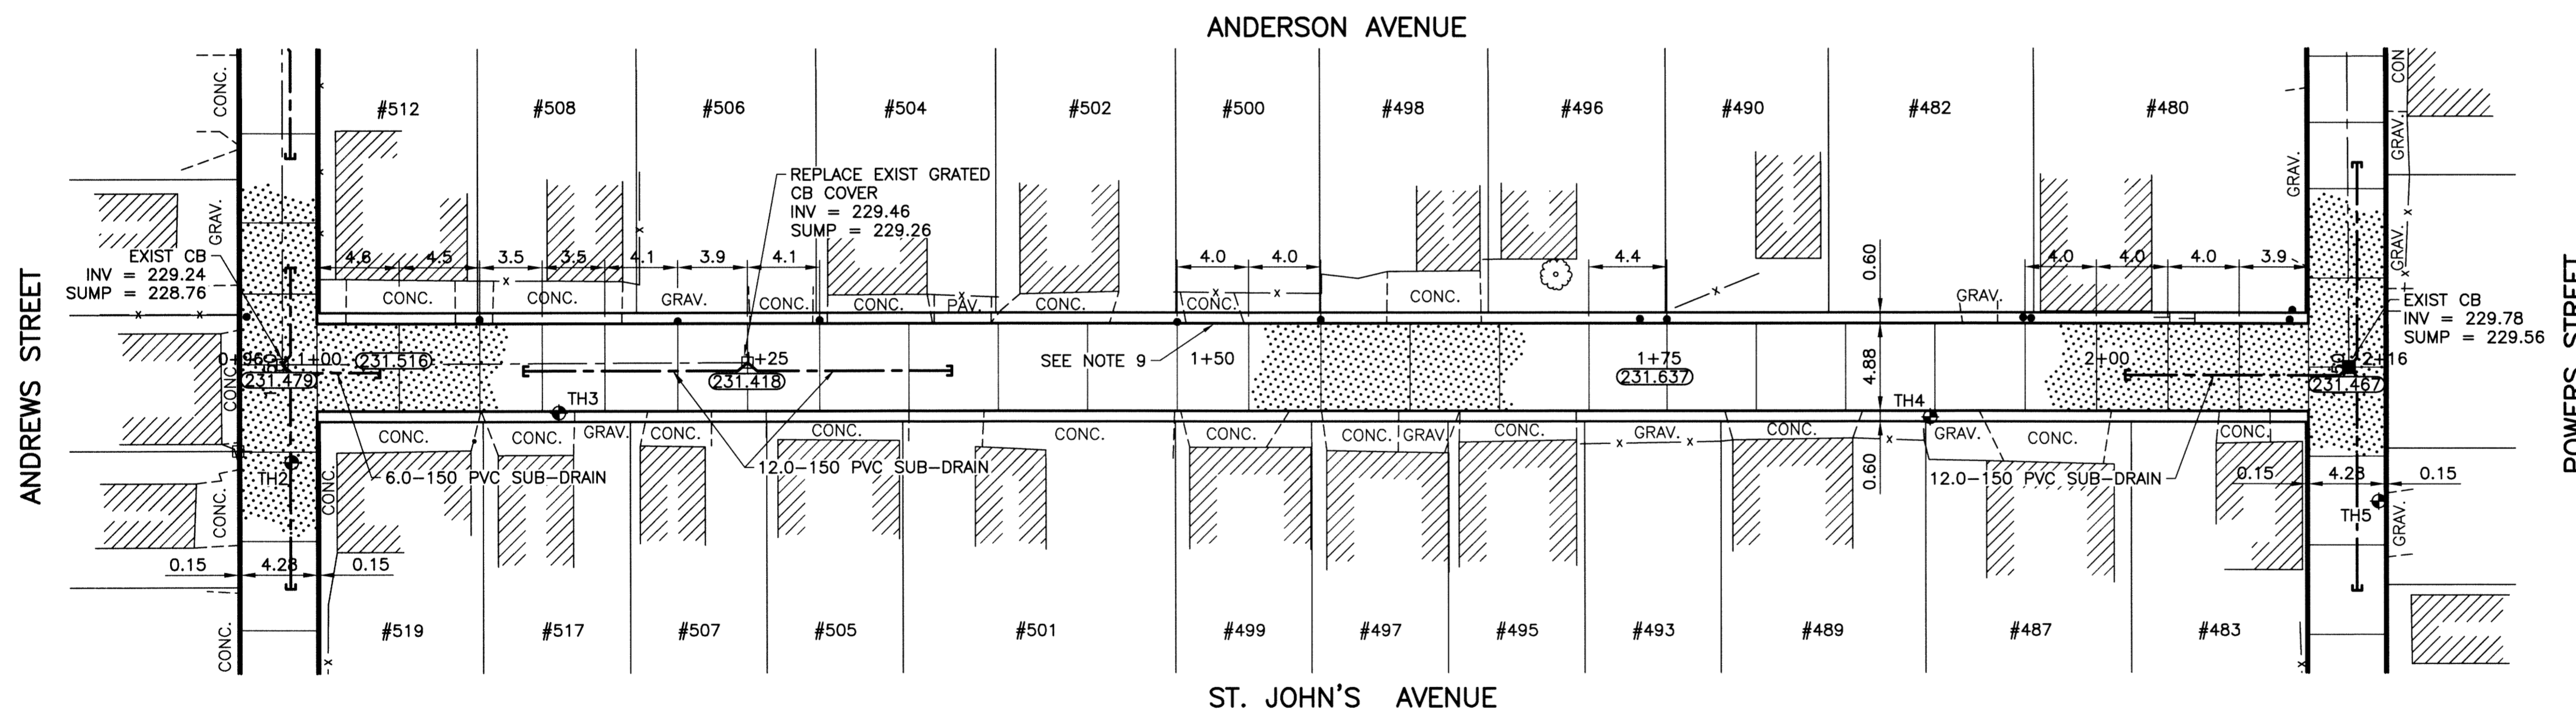 ANDERSON AVENUE
#512
#508
#506
#504
#502
#500
#498
#496
#490
#482
#480
CONC.
GRAV.
GRAV.
CON
GRAV.
GRAV.
REPLACE EXIST GRATED
CB COVER
INV = 229.46
SUMP = 229.26
EXIST CB
INV = 229.24
SUMP = 228.76
4.6
4.5
3.5
3.5
4.1
3.9
4.1
4.0
4.0
4.4
0.60
4.0
4.0
4.0
3.9
EXIST CB
INV = 229.78
SUMP = 229.56
CONC.
CONC.
GRAV.
CONC.
CONC.
PAV.
CONC.
CONC.
CONC.
GRAV.
ANDREWS STREET
POWERS STREET
0+96
1+00
231.516
231.479
+25
231.418
SEE NOTE 9
1+50
1+75
231.637
4.88
2+00
2+16
231.467
CONC.
TH3
TH4
CONC.
CONC.
GRAV.
CONC.
CONC.
CONC.
CONC.
CONC.
GRAV.
CONC.
GRAV.
CONC.
GRAV.
CONC.
CONC.
TH2
CONC.
CONC.
6.0-150 PVC SUB-DRAIN
12.0-150 PVC SUB-DRAIN
0.60
12.0-150 PVC SUB-DRAIN
0.15
4.28
0.15
TH5
GRAV.
0.15
4.28
0.15
CONC.
#519
#517
#507
#505
#501
#499
#497
#495
#493
#489
#487
#483
ST. JOHN'S AVENUE